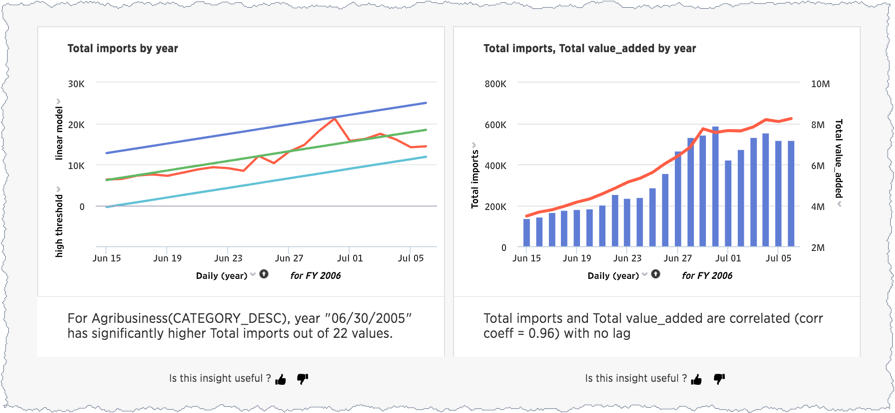 Total imports by year
30K
20K
10K
0
linear model
high threshold
Jun 15 Jun 19 Jun 23 Jun 27 Jul 01 Jul 05
Daily (year) for FY 2006
For Agribusiness(CATEGORY_DESC), year "06/30/2005"
has significantly higher Total imports out of 22 values.
Is this insight useful ?
Total imports, Total value_added by year
800K 10M
600K 8M
400K 6M
200K 4M
0 2M
Total imports
Total value_added
Jun 15 Jun 19 Jun 23 Jun 27 Jul 01 Jul 05
Daily (year) for FY 2006
Total imports and Total value_added are correlated (corr
coeff = 0.96) with no lag
Is this insight useful ?